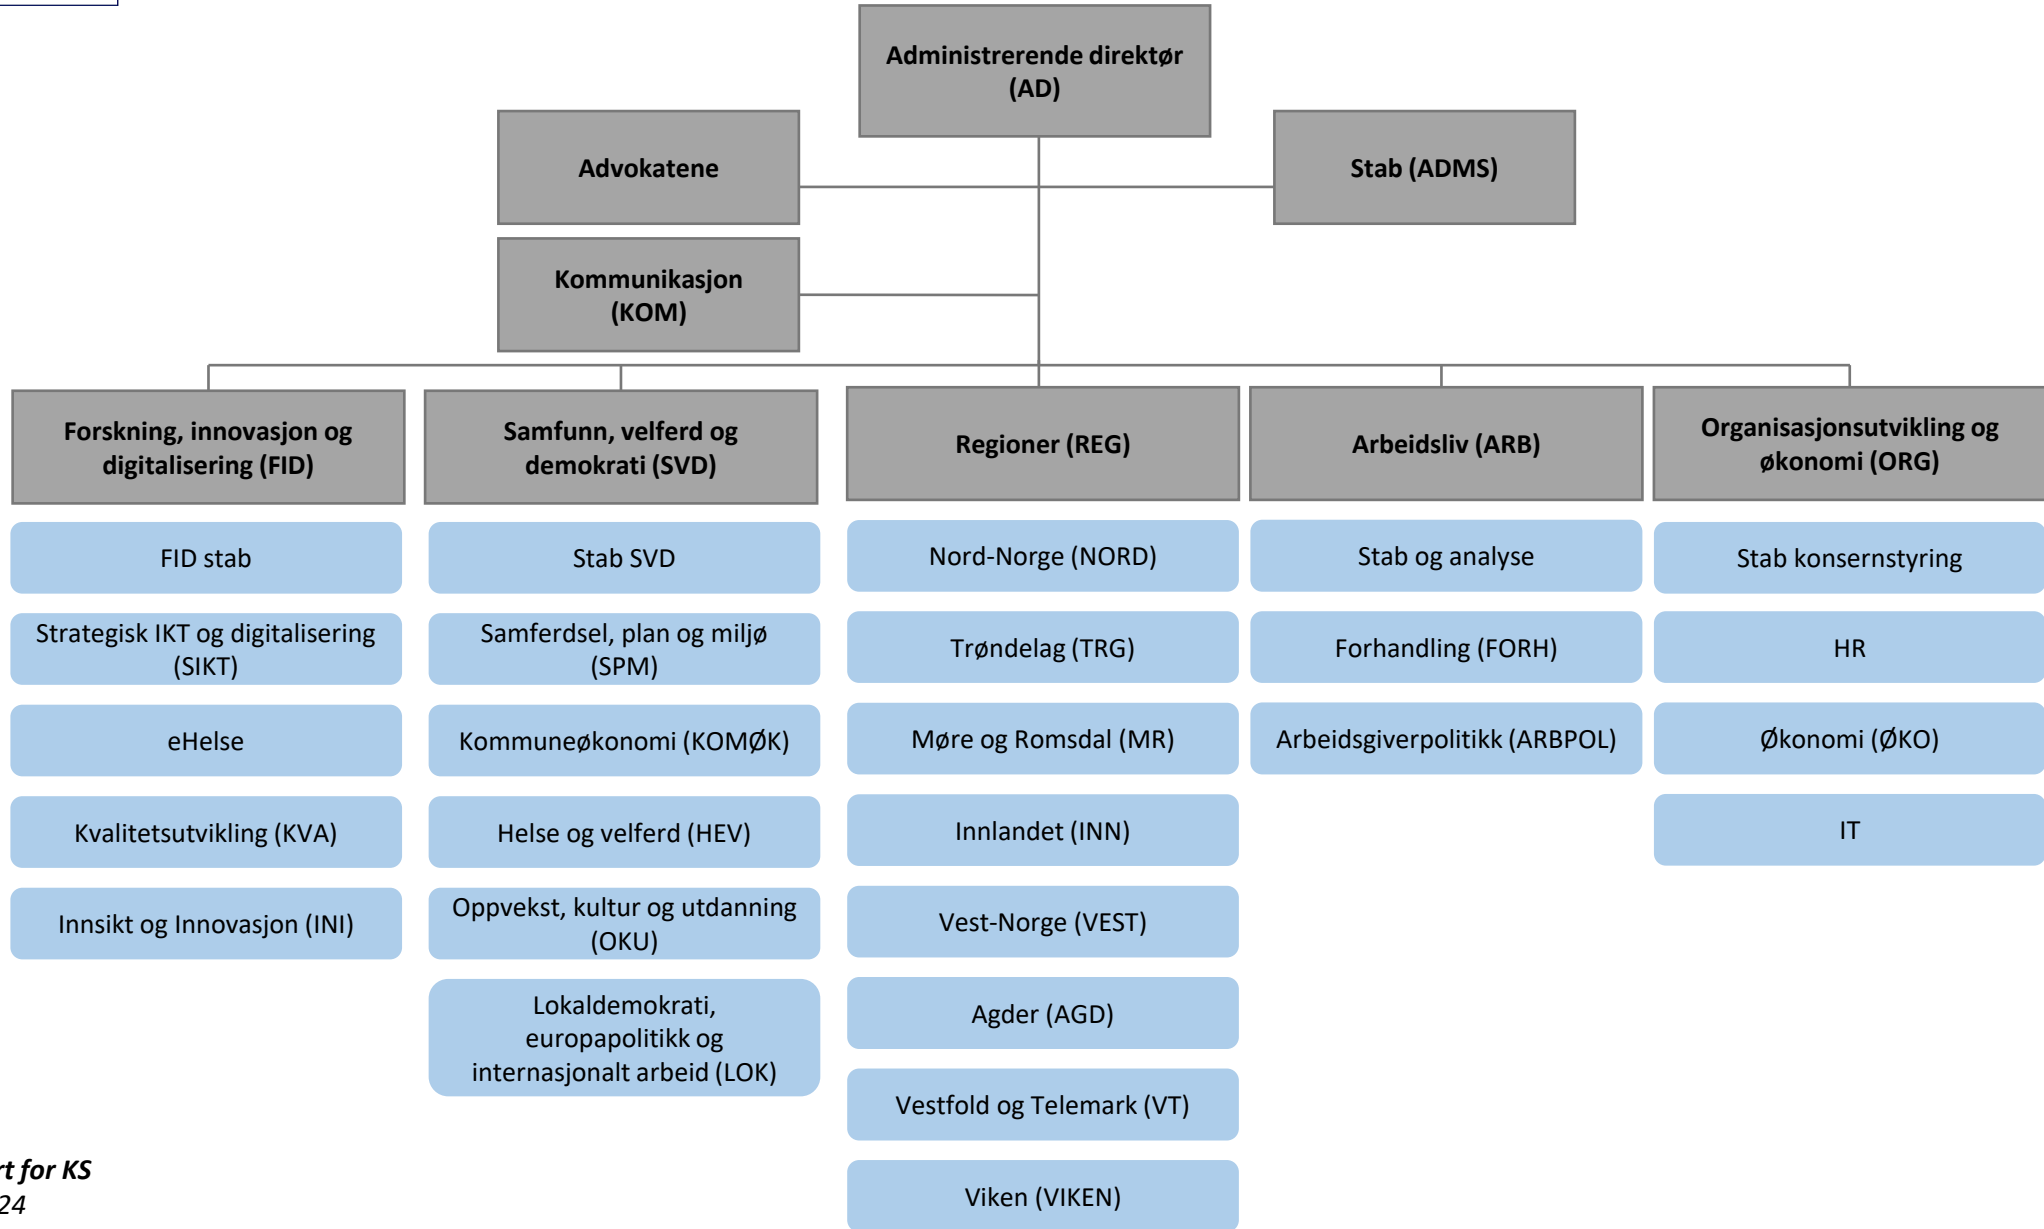 Administrerende direktør
(AD)
Advokatene
Stab (ADMS)
Kommunikasjon
(KOM)
Forskning, innovasjon og
digitalisering (FID)
FID stab
Strategisk IKT og digitalisering
(SIKT)
eHelse
Kvalitetsutvikling (KVA)
Innsikt og Innovasjon (INI)
Samfunn, velferd og
demokrati (SVD)
Stab SVD
Samferdsel, plan og miljø
(SPM)
Kommuneøkonomi (KOMØK)
Helse og velferd (HEV)
Oppvekst, kultur og utdanning
(OKU)
Lokaldemokrati,
europapolitikk og
internasjonalt arbeid (LOK)
Regioner (REG)
Nord-Norge (NORD)
Trøndelag (TRG)
Møre og Romsdal (MR)
Innlandet (INN)
Vest-Norge (VEST)
Agder (AGD)
Vestfold og Telemark (VT)
Viken (VIKEN)
Arbeidsliv (ARB)
Stab og analyse
Forhandling (FORH)
Arbeidsgiverpolitikk (ARBPOL)
Organisasjonsutvikling og
økonomi (ORG)
Stab konsernstyring
HR
Økonomi (ØKO)
IT
for KS
24